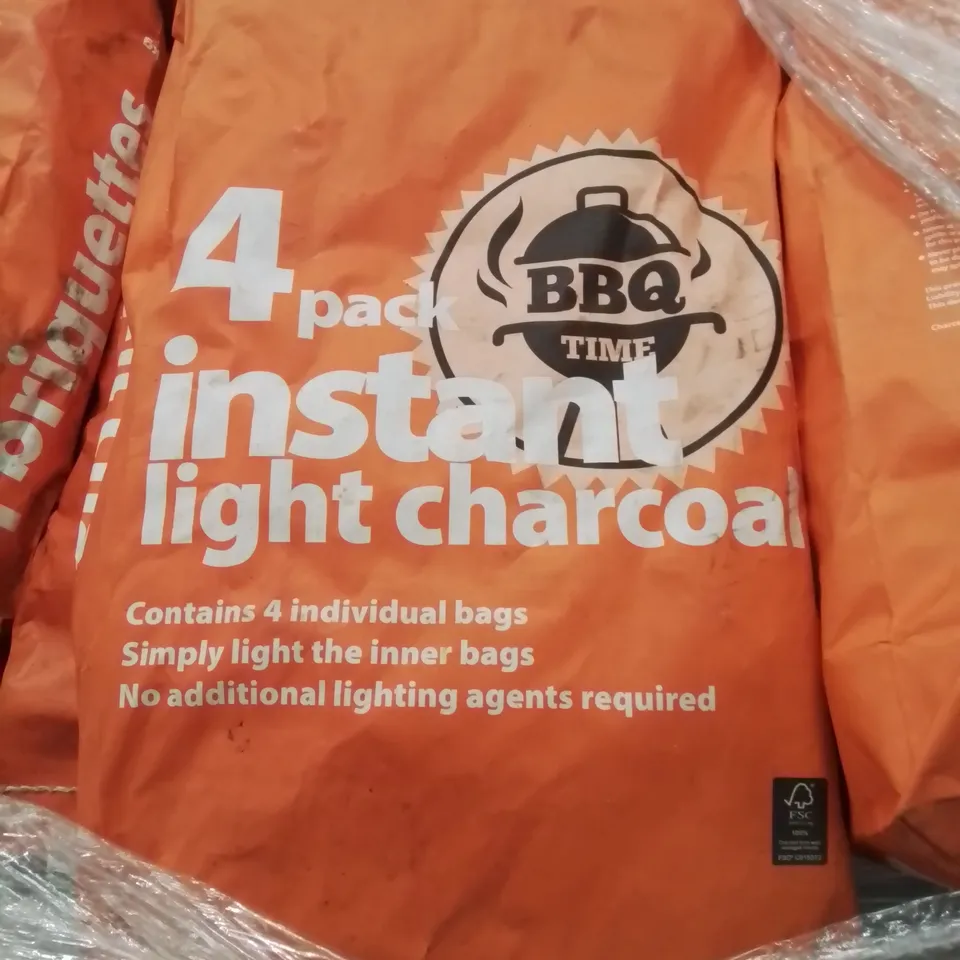 briquettes
4
pack
BBQ
TIME
instant
light charcoal
Contains 4 individual bags
Simply light the inner bags
No additional lighting agents required
FSC
100%